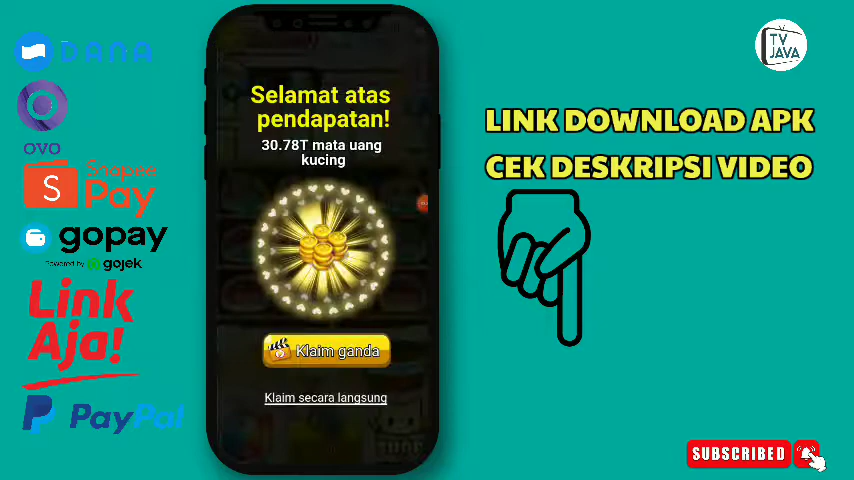 DANA
OVO
Shopee
Pay
gopay
Powered by gojek
Link
Aja!
PayPal
Selamat atas
pendapatan!
30.78T mata uang
kucing
Klaim ganda
Klaim secara langsung
TV
JAVA
LINK DOWNLOAD APK
CEK DESKRIPSI VIDEO
SUBSCRIBED